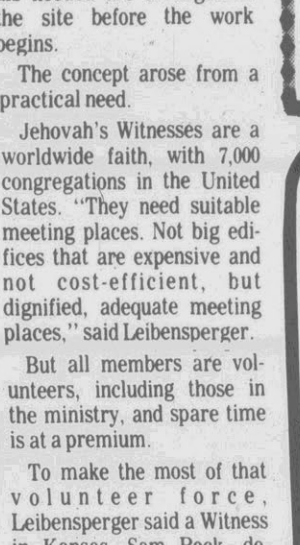 the site before the work
begins.
The concept arose from a
practical need.
Jehovah's Witnesses are a
worldwide faith, with 7,000
congregations in the United
States. "They need suitable
meeting places. Not big edi-
fices that are expensive and
not cost-efficient, but
dignified, adequate meeting
places," said Leibensperger.
But all members are vol-
unteers, including those in
the ministry, and spare time
is at a premium.
To make the most of that
volunteer force,
Leibensperger said a Witness
in Kansas, Sam